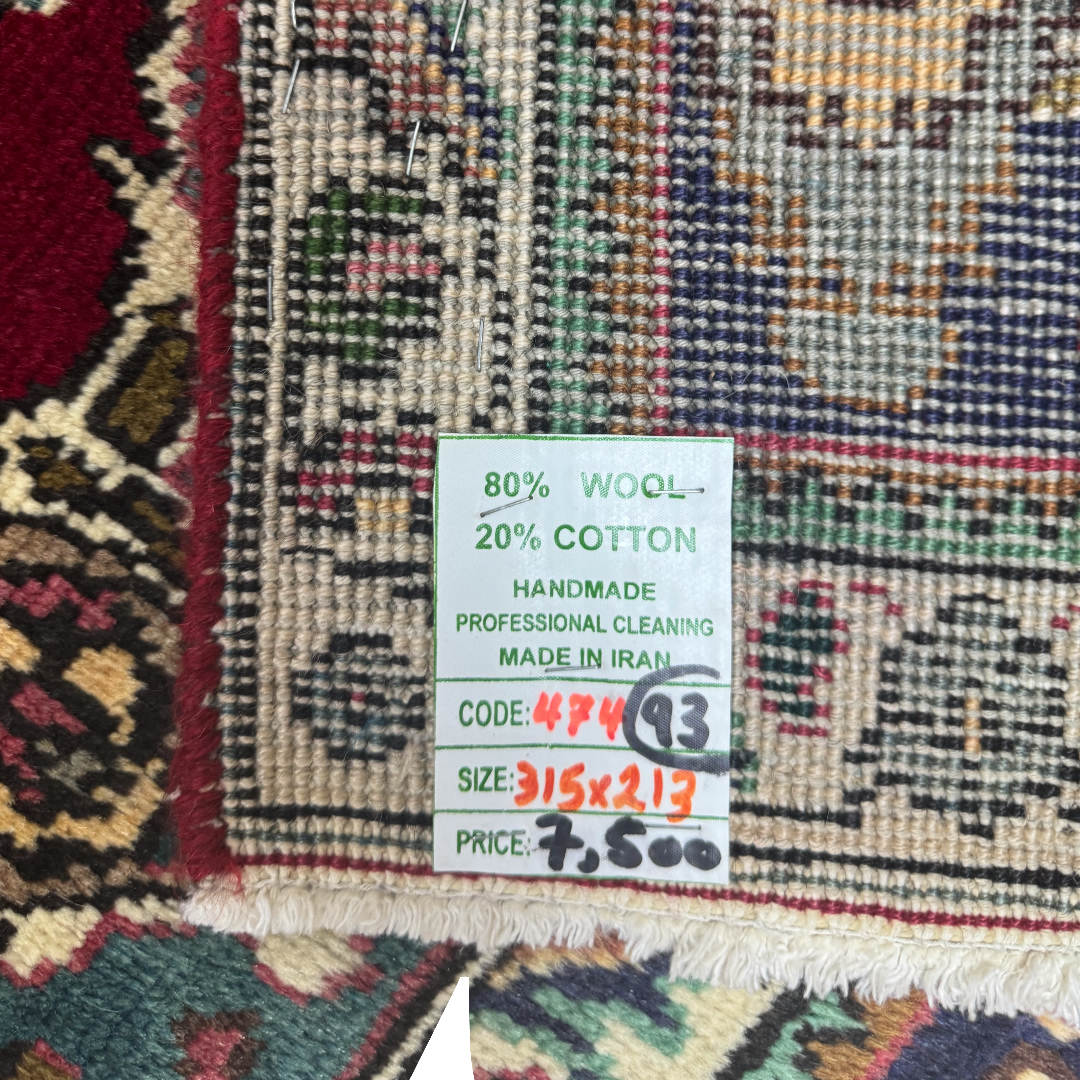 80% WOOL
20% COTTON
HANDMADE
PROFESSIONAL CLEANING
MADE IN IRAN
CODE: 474 93
SIZE: 315x213
PRICE: 7,500